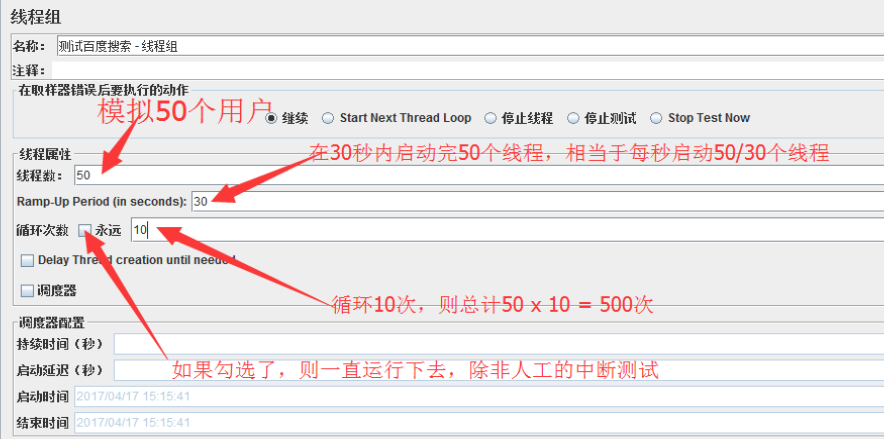 线程组
名称： 测试百度搜索 - 线程组
注释：
在取样器错误后要执行的动作
模拟50个用户
继续 Start Next Thread Loop 停止线程 停止测试 Stop Test Now
在30秒内启动完50个线程，相当于每秒启动50/30个线程
线程属性
线程数： 50
Ramp-Up Period (in seconds): 30
循环次数 永远 10
Delay Thread creation until needed
调度器
循环10次，则总计50 x 10 = 500次
调度器配置
持续时间（秒）
如果勾选了，则一直运行下去，除非人工的中断测试
启动延迟（秒）
启动时间 2017/04/17 15:15:41
结束时间 2017/04/17 15:15:41